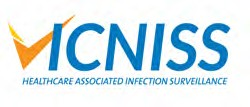 VICNISS
HEALTHCARE ASSOCIATED INFECTION SURVEILLANCE